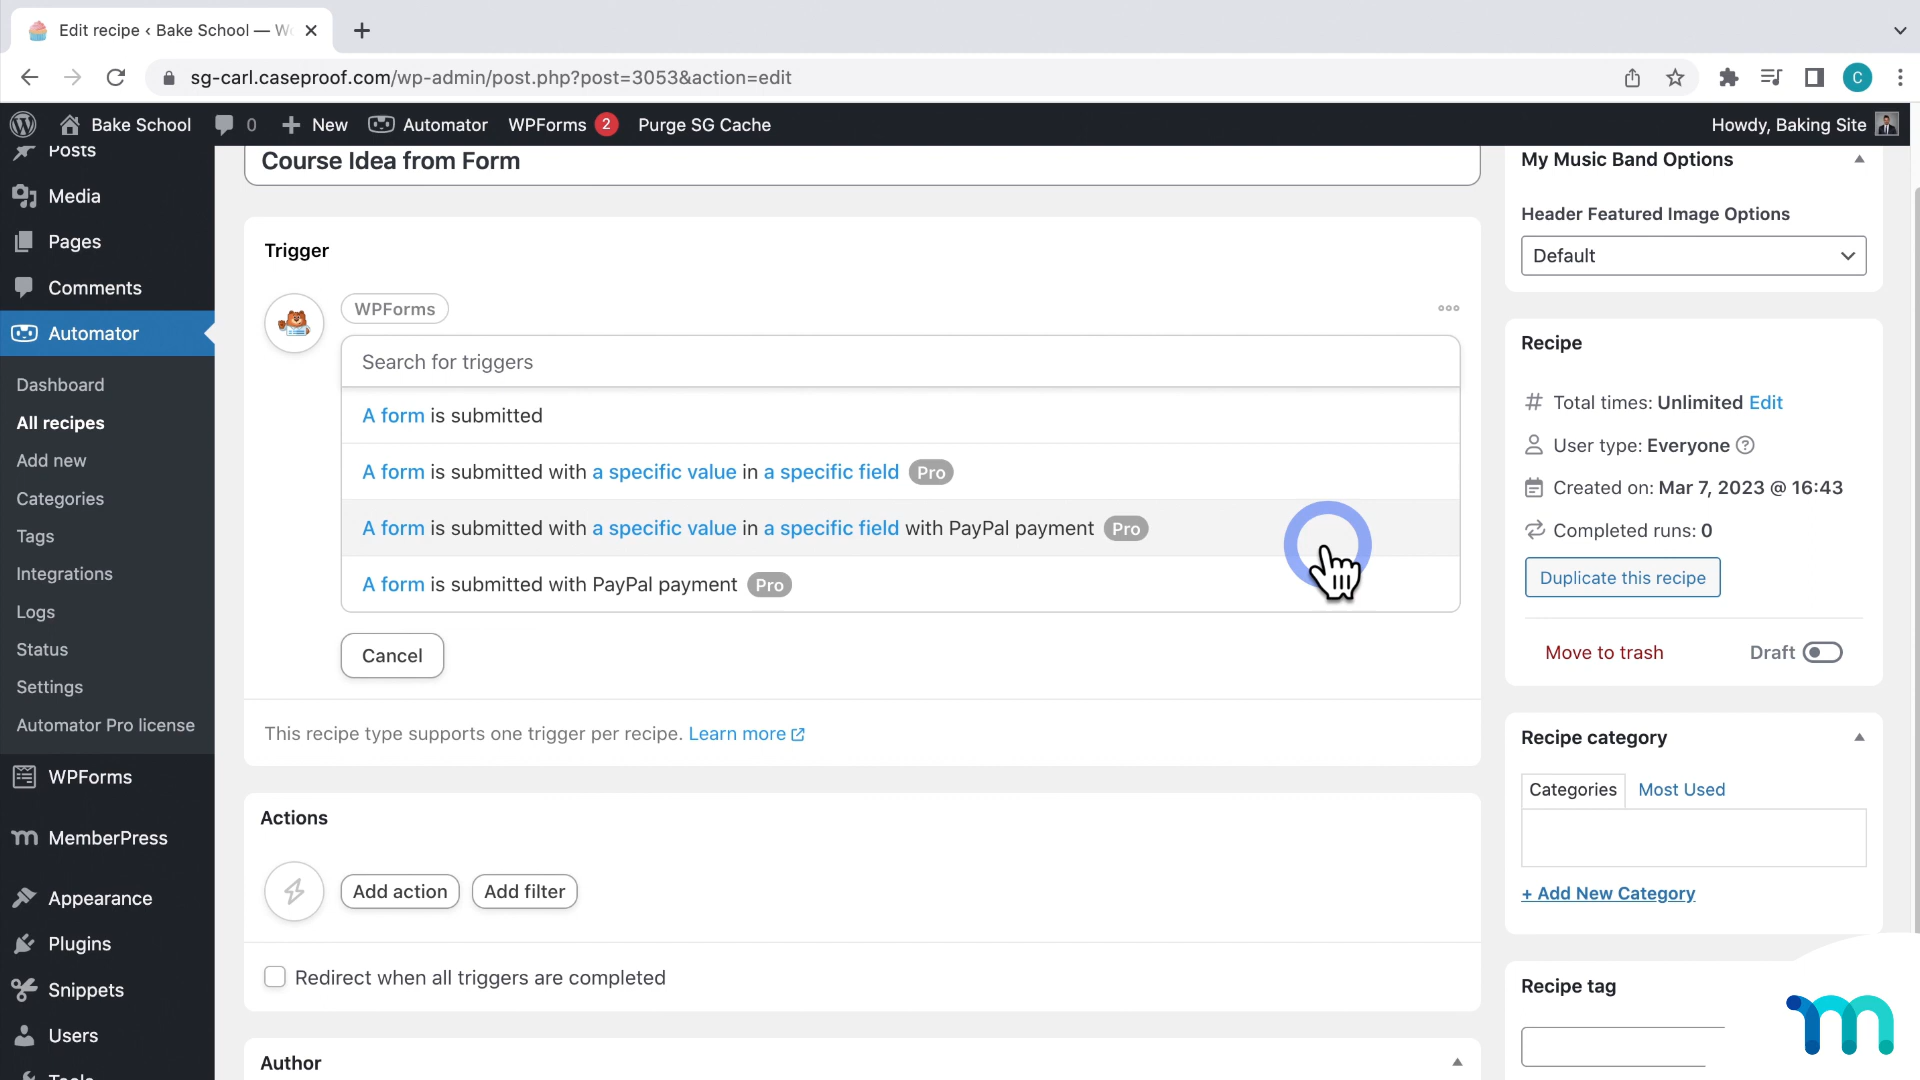 Edit recipe ‹ Bake School — W
sg-carl.caseproof.com/wp-admin/post.php?post=3053&action=edit
C
Bake School
0
New
Automator
WPForms 2
Purge SG Cache
Howdy, Baking Site
Posts
Media
Pages
Comments
Automator
Dashboard
All recipes
Add new
Categories
Tags
Integrations
Logs
Status
Settings
Automator Pro license
WPForms
MemberPress
Appearance
Plugins
Snippets
Users
Course Idea from Form
Trigger
WPForms
Search for triggers
A form is submitted
A form is submitted with a specific value in a specific field Pro
A form is submitted with a specific value in a specific field with PayPal payment Pro
A form is submitted with PayPal payment Pro
Cancel
This recipe type supports one trigger per recipe. Learn more
Actions
Add action
Add filter
Redirect when all triggers are completed
Author
My Music Band Options
Header Featured Image Options
Default
Recipe
# Total times: Unlimited Edit
User type: Everyone ?
Created on: Mar 7, 2023 @ 16:43
Completed runs: 0
Duplicate this recipe
Move to trash
Draft
Recipe category
Categories
Most Used
+ Add New Category
Recipe tag
m